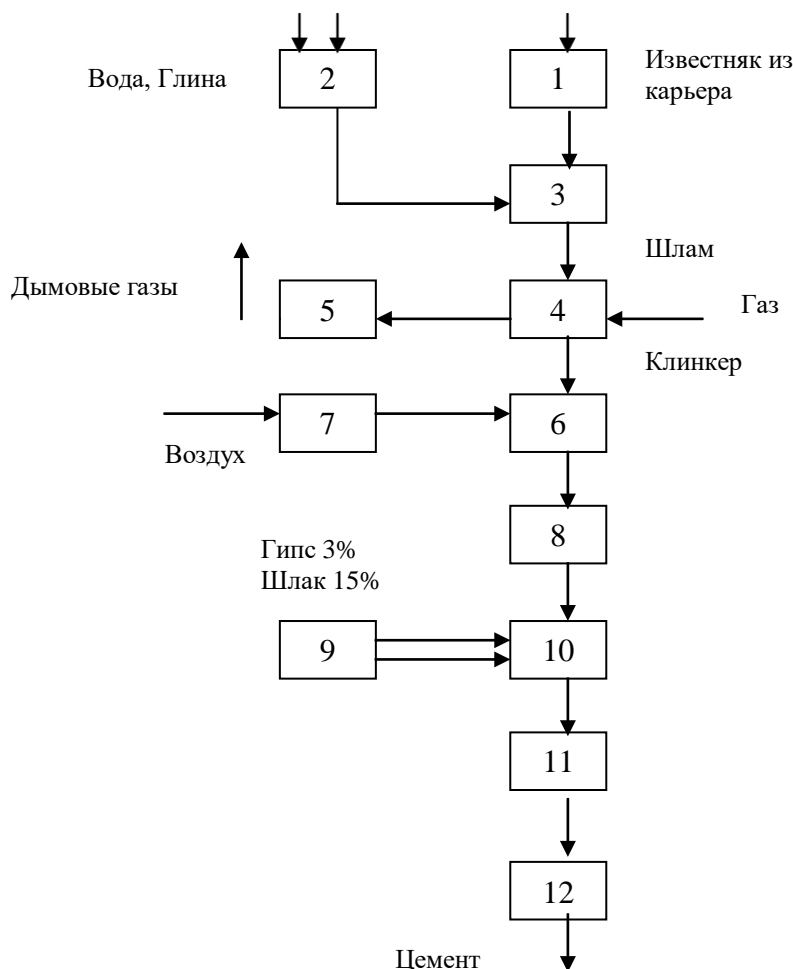 Вода, Глина
2
1
Известняк из
карьера
3
Шлам
Дымовые газы
5
4
Газ
Клинкер
7
6
Воздух
8
Гипс 3%
Шлак 15%
9
10
11
12
Цемент